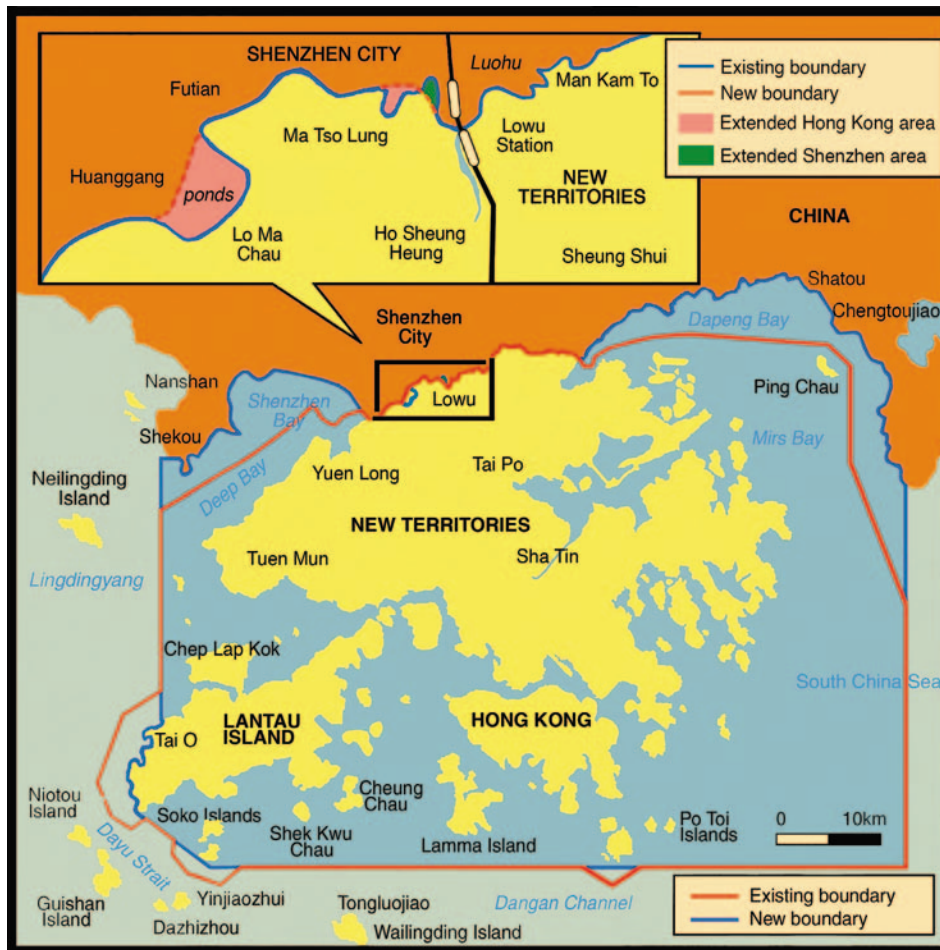 SHENZHEN CITY
Luohu
Futian
Man Kam To
Ma Tso Lung
Lowu
Station
Huanggang
ponds
NEW
TERRITORIES
Lo Ma
Chau
Ho Sheung
Heung
Sheung Shui
Existing boundary
New boundary
Extended Hong Kong area
Extended Shenzhen area
CHINA
Shatou
Chengtoujiao
Shenzhen
City
Dapeng Bay
Nanshan
Shenzhen
Bay
Lowu
Ping Chau
Shekou
Mirs Bay
Deep Bay
Yuen Long
Tai Po
Neilingding
Island
NEW TERRITORIES
Tuen Mun
Sha Tin
Lingdingyang
Chep Lap Kok
South China Sea
LANTAU
ISLAND
HONG KONG
Tai O
Cheung
Chau
Niotou
Island
Soko Islands
Shek Kwu
Chau
Lamma Island
Po Toi
Islands
0 10km
Dayu Strait
Guishan
Island
Yinjiaozhui
Dazhizhou
Tongluojiao
Wailingding Island
Dangan Channel
Existing boundary
New boundary